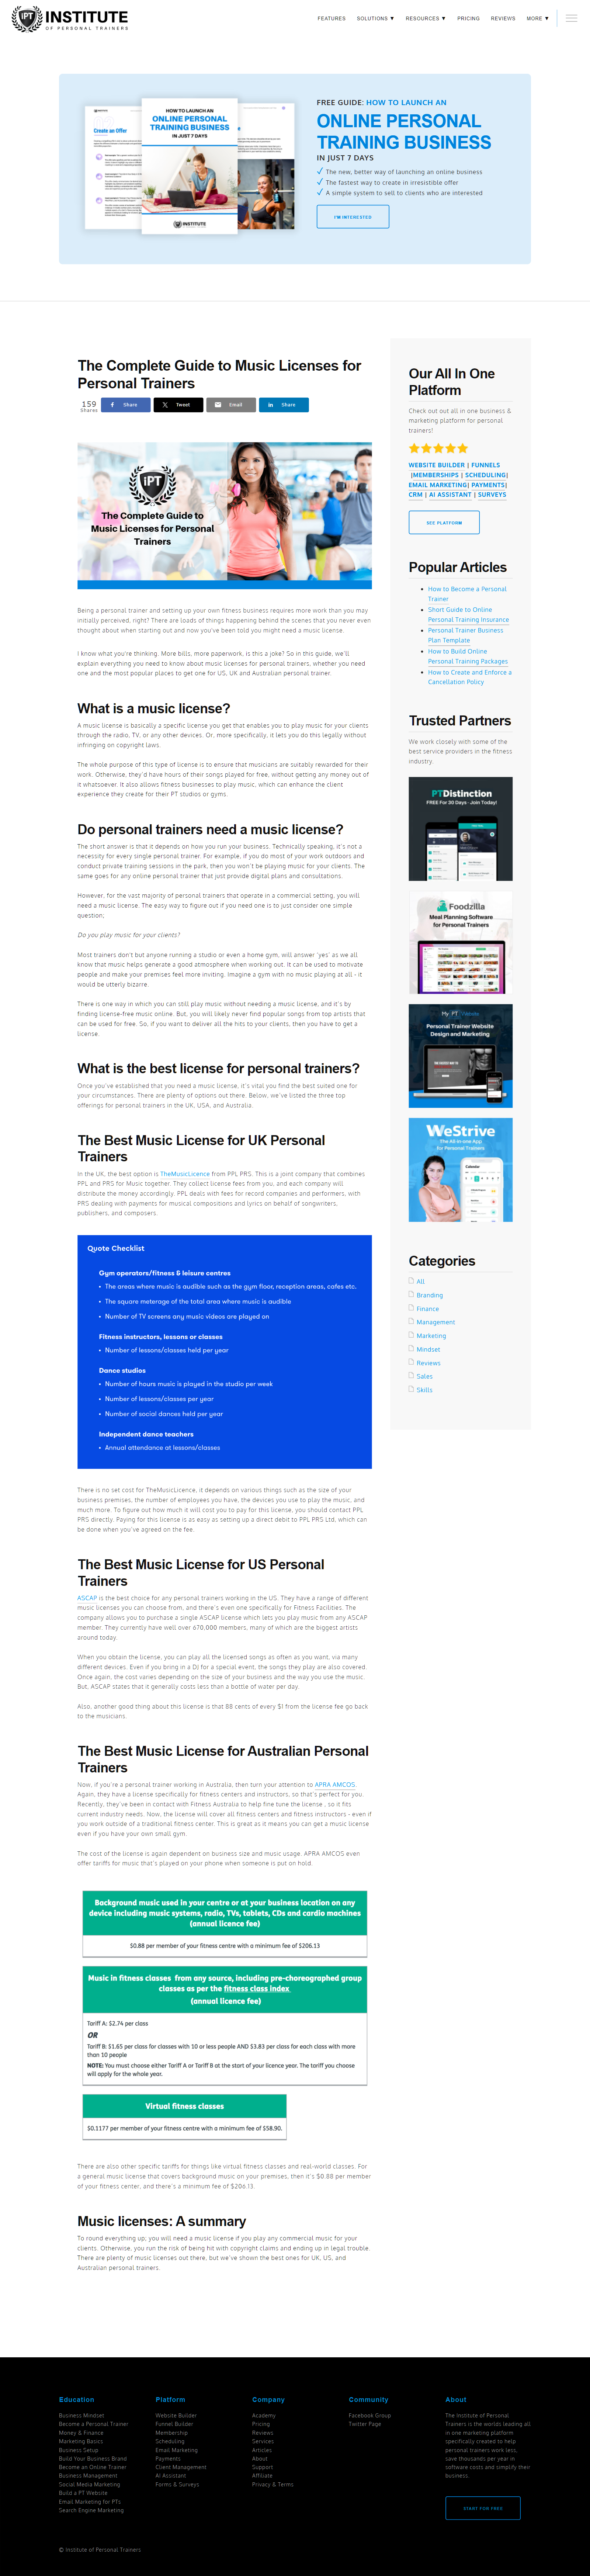 IPT INSTITUTE
OF PERSONAL TRAINERS
FEATURES SOLUTIONS ▼ RESOURCES ▼ PRICING REVIEWS MORE ▼
Create an Offer
HOW TO LAUNCH AN
ONLINE PERSONAL
TRAINING BUSINESS
IN JUST 7 DAYS
INSTITUTE
FREE GUIDE: HOW TO LAUNCH AN
ONLINE PERSONAL
TRAINING BUSINESS
IN JUST 7 DAYS
The new, better way of launching an online business
The fastest way to create in irresistible offer
A simple system to sell to clients who are interested
I'M INTERESTED
The Complete Guide to Music Licenses for
Personal Trainers
159
Shares
Share
Tweet
Email
Share
IPT
The Complete Guide to
Music Licenses for Personal
Trainers
Being a personal trainer and setting up your own fitness business requires more work than you may
initially perceived, right? There are loads of things happening behind the scenes that you never even
thought about when starting out and now you've been told you might need a music license.
I know what you're thinking. More bills, more paperwork, is this a joke? So in this guide, we'll
explain everything you need to know about music licenses for personal trainers, whether you need
one and the most popular places to get one for US, UK and Australian personal trainer.
What is a music license?
A music license is basically a specific license you get that enables you to play music for your clients
through the radio, TV, or any other devices. Or, more specifically, it lets you do this legally without
infringing on copyright laws.
The whole purpose of this type of license is to ensure that musicians are suitably rewarded for their
work. Otherwise, they'd have hours of their songs played for free, without getting any money out of
it whatsoever. It also allows fitness businesses to play music, which can enhance the client
experience they create for their PT studios or gyms.
Do personal trainers need a music license?
The short answer is that it depends on how you run your business. Technically speaking, it's not a
necessity for every single personal trainer. For example, if you do most of your work outdoors and
conduct private training sessions in the park, then you won't be playing music for your clients. The
same goes for any online personal trainer that just provide digital plans and consultations.
However, for the vast majority of personal trainers that operate in a commercial setting, you will
need a music license. The easy way to figure out if you need one is to just consider one simple
question;
Do you play music for your clients?
Most trainers don't but anyone running a studio or even a home gym, will answer 'yes' as we all
know that music helps generate a good atmosphere when working out. It can be used to motivate
people and make your premises feel more inviting. Imagine a gym with no music playing at all - it
would be utterly bizarre.
There is one way in which you can still play music without needing a music license, and it's by
finding license-free music online. But, you will likely never find popular songs from top artists that
can be used for free. So, if you want to deliver all the hits to your clients, then you have to get a
license.
What is the best license for personal trainers?
Once you've established that you need a music license, it's vital you find the best suited one for
your circumstances. There are plenty of options out there. Below, we've listed the three top
offerings for personal trainers in the UK, USA, and Australia.
The Best Music License for UK Personal
Trainers
In the UK, the best option is TheMusicLicence from PPL PRS. This is a joint company that combines
PPL and PRS for Music together. They collect license fees from you, and each company will
distribute the money accordingly. PPL deals with fees for record companies and performers, with
PRS dealing with payments for musical compositions and lyrics on behalf of songwriters,
publishers, and composers.
Quote Checklist
Gym operators/fitness & leisure centres
• The areas where music is audible such as the gym floor, reception areas, cafes etc.
• The square meterage of the total area where music is audible
• Number of TV screens any music videos are played on
Fitness instructors, lessons or classes
• Number of lessons/classes held per year
Dance studios
• Number of hours music is played in the studio per week
• Number of lessons/classes per year
• Number of social dances held per year
Independent dance teachers
• Annual attendance at lessons/classes
There is no set cost for TheMusicLicence, it depends on various things such as the size of your
business premises, the number of employees you have, the devices you use to play the music, and
much more. To figure out how much it will cost you to pay for this license, you should contact PPL
PRS directly. Paying for this license is as easy as setting up a direct debit to PPL PRS Ltd, which can
be done when you've agreed on the fee.
The Best Music License for US Personal
Trainers
ASCAP is the best choice for any personal trainers working in the US. They have a range of different
music licenses you can choose from, and there's even one specifically for Fitness Facilities. The
company allows you to purchase a single ASCAP license which lets you play music from any ASCAP
member. They currently have well over 670,000 members, many of which are the biggest artists
around today.
When you obtain the license, you can play all the licensed songs as often as you want, via many
different devices. Even if you bring in a DJ for a special event, the songs they play are also covered.
Once again, the cost varies depending on the size of your business and the way you use the music.
But, ASCAP states that it generally costs less than a bottle of water per day.
Also, another good thing about this license is that 88 cents of every $1 from the license fee go back
to the musicians.
The Best Music License for Australian Personal
Trainers
Now, if you're a personal trainer working in Australia, then turn your attention to APRA AMCOS.
Again, they have a license specifically for fitness centers and instructors, so that's perfect for you.
Recently, they've been in contact with Fitness Australia to help fine tune the license , so it fits
current industry needs. Now, the license will cover all fitness centers and fitness instructors - even if
you work outside of a traditional fitness center. This is great as it means you can get a music license
even if you have your own small gym.
The cost of the license is again dependent on business size and music usage. APRA AMCOS even
offer tariffs for music that's played on your phone when someone is put on hold.
Background music used in your centre or at your business location on any
device including music systems, radio, TVs, tablets, CDs and cardio machines
(annual licence fee)
$0.88 per member of your fitness centre with a minimum fee of $206.13
Music in fitness classes from any source, including pre-choreographed group
classes as per the fitness class index
(annual licence fee)
Tariff A: $2.74 per class
OR
Tariff B: $1.65 per class for classes with 10 or less people AND $3.83 per class for each class with more
than 10 people
NOTE: You must choose either Tariff A or Tariff B at the start of your licence year. The tariff you choose
will apply for the whole year.
Virtual fitness classes
$0.1177 per member of your fitness centre with a minimum fee of $58.90.
There are also other specific tariffs for things like virtual fitness classes and real-world classes. For
a general music license that covers background music on your premises, then it's $0.88 per member
of your fitness center, and there's a minimum fee of $206.13.
Music licenses: A summary
To round everything up; you will need a music license if you play any commercial music for your
clients. Otherwise, you run the risk of being hit with copyright claims and ending up in legal trouble.
There are plenty of music licenses out there, but we've shown the best ones for UK, US, and
Australian personal trainers.
Our All In One
Platform
Check out out all in one business &
marketing platform for personal
trainers!
WEBSITE BUILDER | FUNNELS
|MEMBERSHIPS | SCHEDULING|
EMAIL MARKETING| PAYMENTS|
CRM | AI ASSISTANT | SURVEYS
SEE PLATFORM
Popular Articles
• How to Become a Personal
Trainer
• Short Guide to Online
Personal Training Insurance
• Personal Trainer Business
Plan Template
• How to Build Online
Personal Training Packages
• How to Create and Enforce a
Cancellation Policy
Trusted Partners
We work closely with some of the
best service providers in the fitness
industry.
PTDistinction
FREE For 30 Days - Join Today!
Foodzilla
Meal Planning Software
for Personal Trainers
My PT Website
Personal Trainer Website
Design and Marketing
WeStrive
The All-in-one App
for Personal Trainers
Calendar
Categories
All
Branding
Finance
Management
Marketing
Mindset
Reviews
Sales
Skills
Education
Business Mindset
Become a Personal Trainer
Money & Finance
Marketing Basics
Business Setup
Build Your Business Brand
Become an Online Trainer
Business Management
Social Media Marketing
Build a PT Website
Email Marketing for PTs
Search Engine Marketing
Platform
Website Builder
Funnel Builder
Membership
Scheduling
Email Marketing
Payments
Client Management
AI Assistant
Forms & Surveys
Company
Academy
Pricing
Reviews
Services
Articles
About
Support
Affiliate
Privacy & Terms
Community
Facebook Group
Twitter Page
About
The Institute of Personal
Trainers is the worlds leading all
in one marketing platform
specifically created to help
personal trainers work less,
save thousands per year in
software costs and simplify their
business.
START FOR FREE
© Institute of Personal Trainers